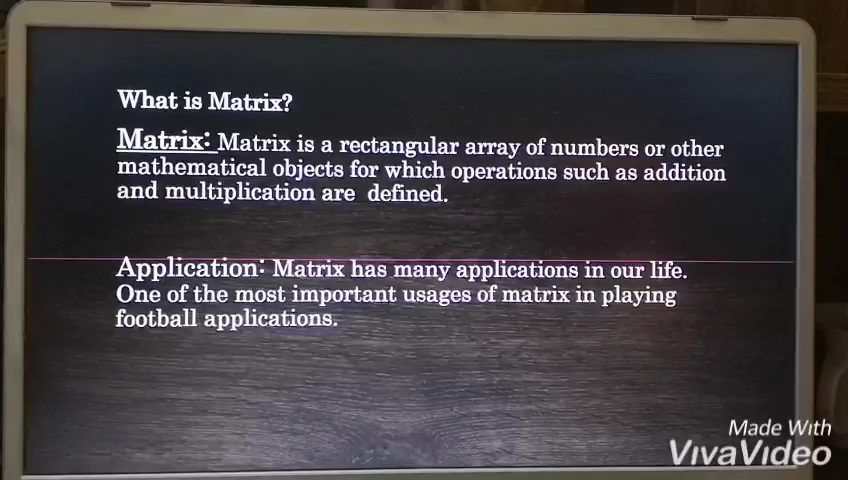 What is Matrix?
Matrix: Matrix is a rectangular array of numbers or other
mathematical objects for which operations such as addition
and multiplication are defined.
Application: Matrix has many applications in our life.
One of the most important usages of matrix in playing
football applications.
Made With
VivaVideo